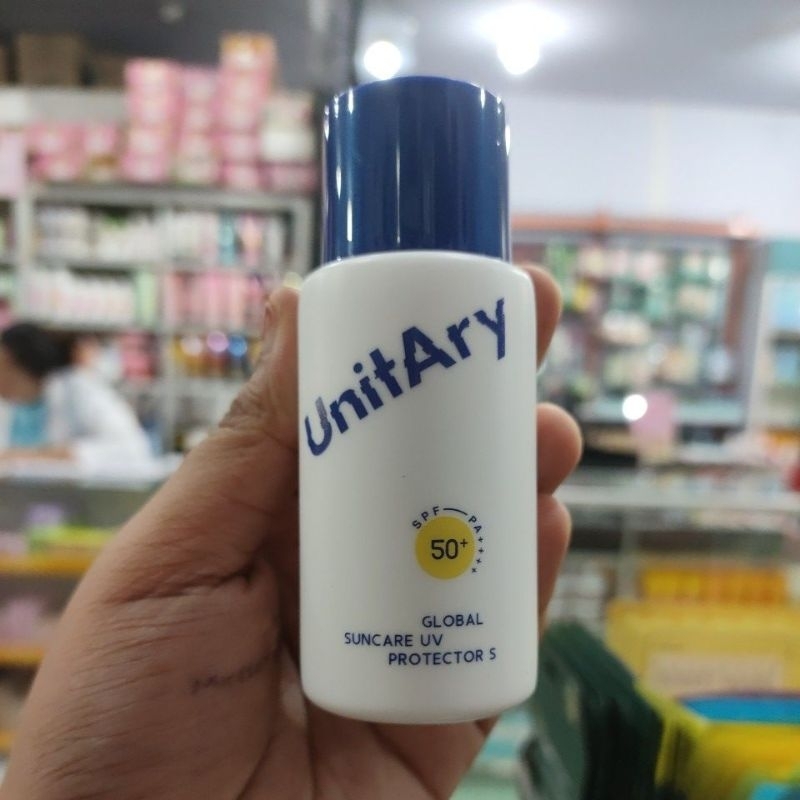 UnitAry
SPF — PA++++
50+
GLOBAL
SUNCARE UV
PROTECTOR S